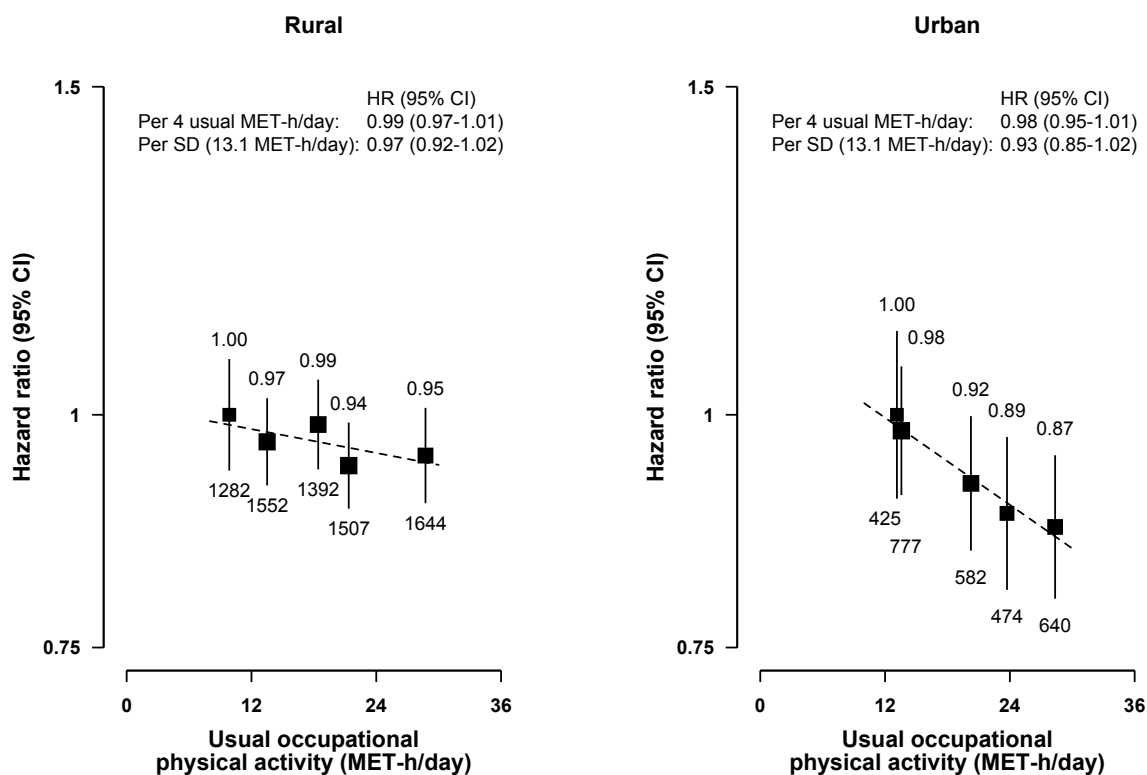 Rural
1.5
HR (95% CI)
Per 4 usual MET-h/day: 0.99 (0.97-1.01)
Per SD (13.1 MET-h/day): 0.97 (0.92-1.02)
Hazard ratio (95% CI)
1.00
0.97
0.99
0.94
0.95
1
1282
1552
1392
1507
1644
0.75
0
12
24
36
Usual occupational
physical activity (MET-h/day)
Urban
1.5
HR (95% CI)
Per 4 usual MET-h/day: 0.98 (0.95-1.01)
Per SD (13.1 MET-h/day): 0.93 (0.85-1.02)
Hazard ratio (95% CI)
1.00
0.98
0.92
0.89
0.87
1
425
777
582
474
640
0.75
0
12
24
36
Usual occupational
physical activity (MET-h/day)